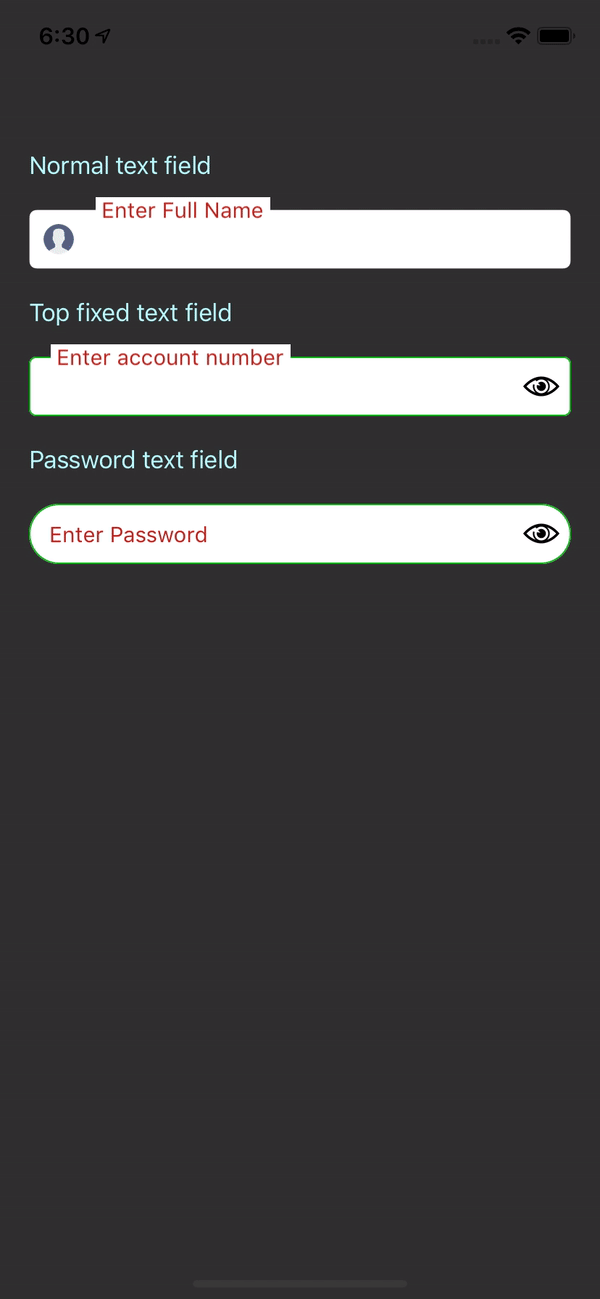 6:30
Normal text field
Enter Full Name
Top fixed text field
Enter account number
Password text field
Enter Password